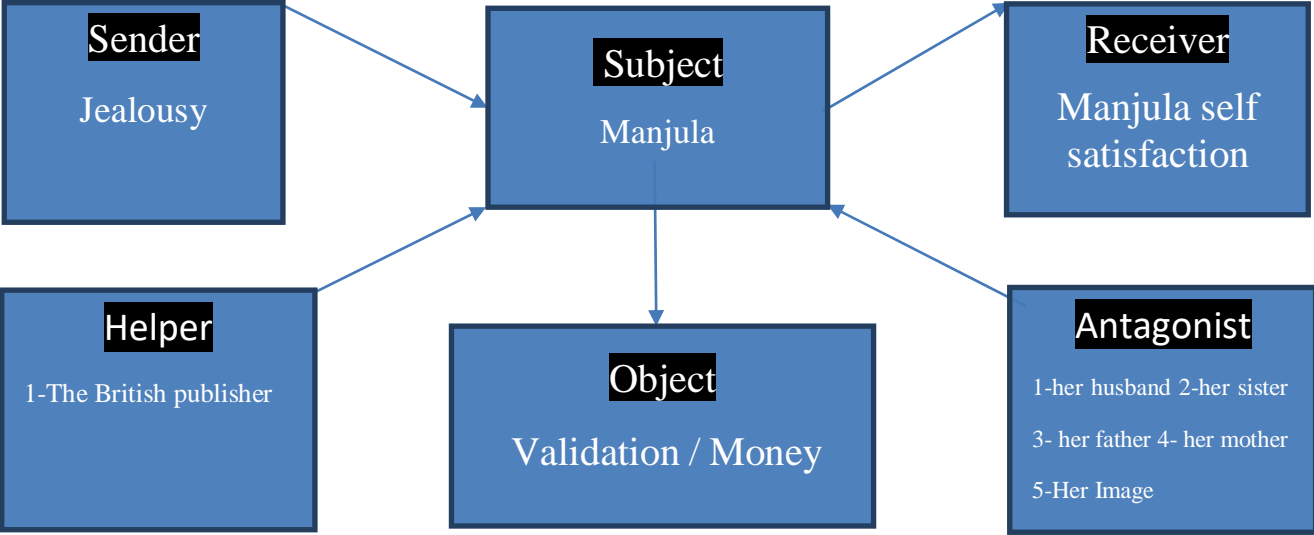 Sender
Jealousy
Subject
Manjula
Receiver
Manjula self
satisfaction
Helper
1-The British publisher
Object
Validation / Money
Antagonist
1-her husband 2-her sister
3- her father 4- her mother
5-Her Image